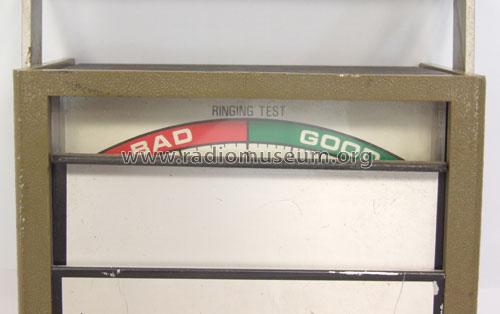 RINGING TEST
BAD GOOD
www.radiomuseum.org